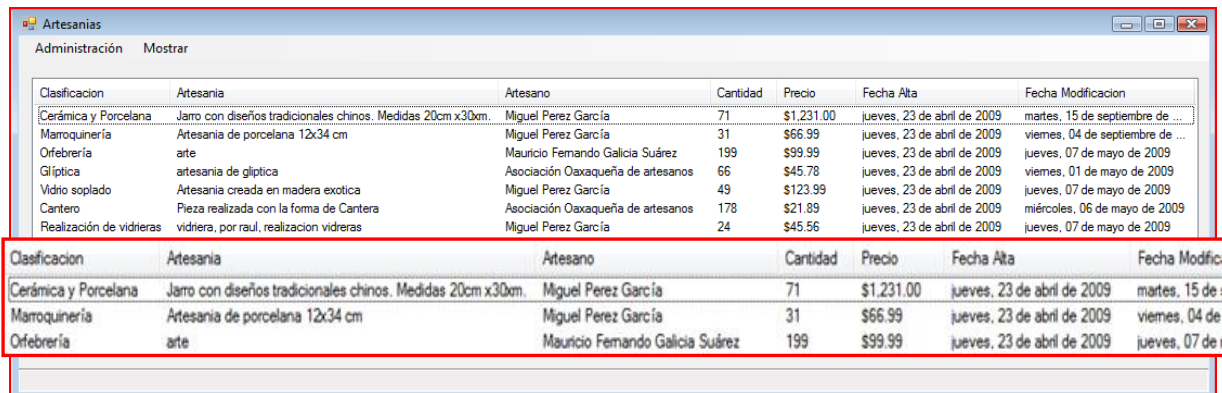 Artesanias
Administración Mostrar
Clasificacion Artesania Artesano Cantidad Precio Fecha Alta Fecha Modificacion
Cerámica y Porcelana Jarro con diseños tradicionales chinos. Medidas 20cm x30xm. Miguel Perez García 71 $1,231.00 jueves, 23 de abril de 2009 martes, 15 de septiembre de ...
Marroquinería Artesania de porcelana 12x34 cm Miguel Perez García 31 $66.99 jueves, 23 de abril de 2009 viernes, 04 de septiembre de ...
Orfebrería arte Mauricio Fernando Galicia Suárez 199 $99.99 jueves, 23 de abril de 2009 jueves, 07 de mayo de 2009
Glíptica artesania de gliptica Asociación Oaxaqueña de artesanos 66 $45.78 jueves, 23 de abril de 2009 viernes, 01 de mayo de 2009
Vidrio soplado Artesania creada en madera exotica Miguel Perez García 49 $123.99 jueves, 23 de abril de 2009 jueves, 07 de mayo de 2009
Cantero Pieza realizada con la forma de Cantera Asociación Oaxaqueña de artesanos 178 $21.89 jueves, 23 de abril de 2009 miércoles, 06 de mayo de 2009
Realización de vidrieras vidriera, por raul, realizacion vidreras Miguel Perez García 24 $45.56 jueves, 23 de abril de 2009 jueves, 07 de mayo de 2009
Clasificacion Artesania Artesano Cantidad Precio Fecha Alta Fecha Modifica
Cerámica y Porcelana Jarro con diseños tradicionales chinos. Medidas 20cm x30xm. Miguel Perez García 71 $1,231.00 jueves, 23 de abril de 2009 martes, 15 de
Marroquinería Artesania de porcelana 12x34 cm Miguel Perez García 31 $66.99 jueves, 23 de abril de 2009 viernes, 04 de
Orfebrería arte Mauricio Fernando Galicia Suárez 199 $99.99 jueves, 23 de abril de 2009 jueves, 07 de